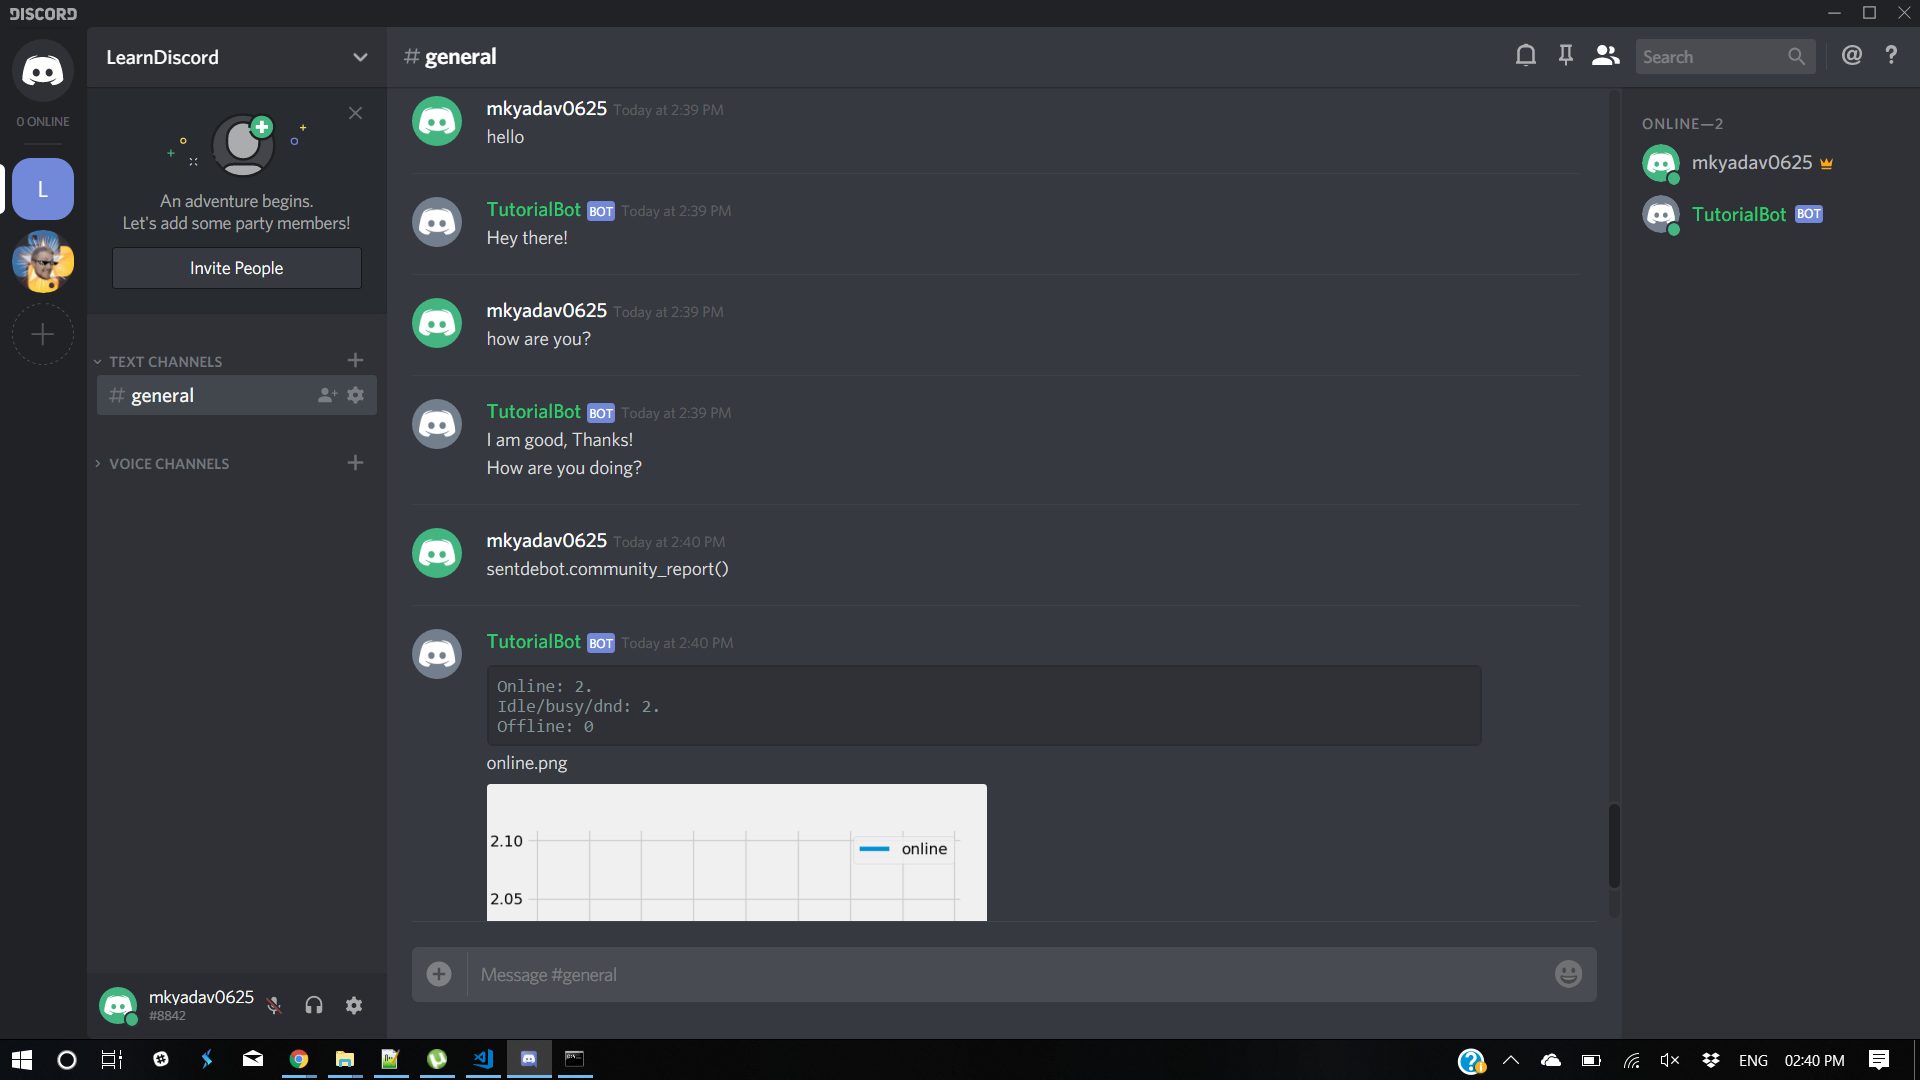 DISCORD
LearnDiscord
# general
Search
@
?
0 ONLINE
L
An adventure begins.
Let's add some party members!
Invite People
TEXT CHANNELS
# general
VOICE CHANNELS
mkyadav0625 Today at 2:39 PM
hello
TutorialBot BOT Today at 2:39 PM
Hey there!
mkyadav0625 Today at 2:39 PM
how are you?
TutorialBot BOT Today at 2:39 PM
I am good, Thanks!
How are you doing?
mkyadav0625 Today at 2:40 PM
sentdebot.community_report()
TutorialBot BOT Today at 2:40 PM
Online: 2.
Idle/busy/dnd: 2.
Offline: 0
online.png
2.10
online
2.05
Message #general
ONLINE—2
mkyadav0625
TutorialBot BOT
mkyadav0625
#8842
ENG
02:40 PM